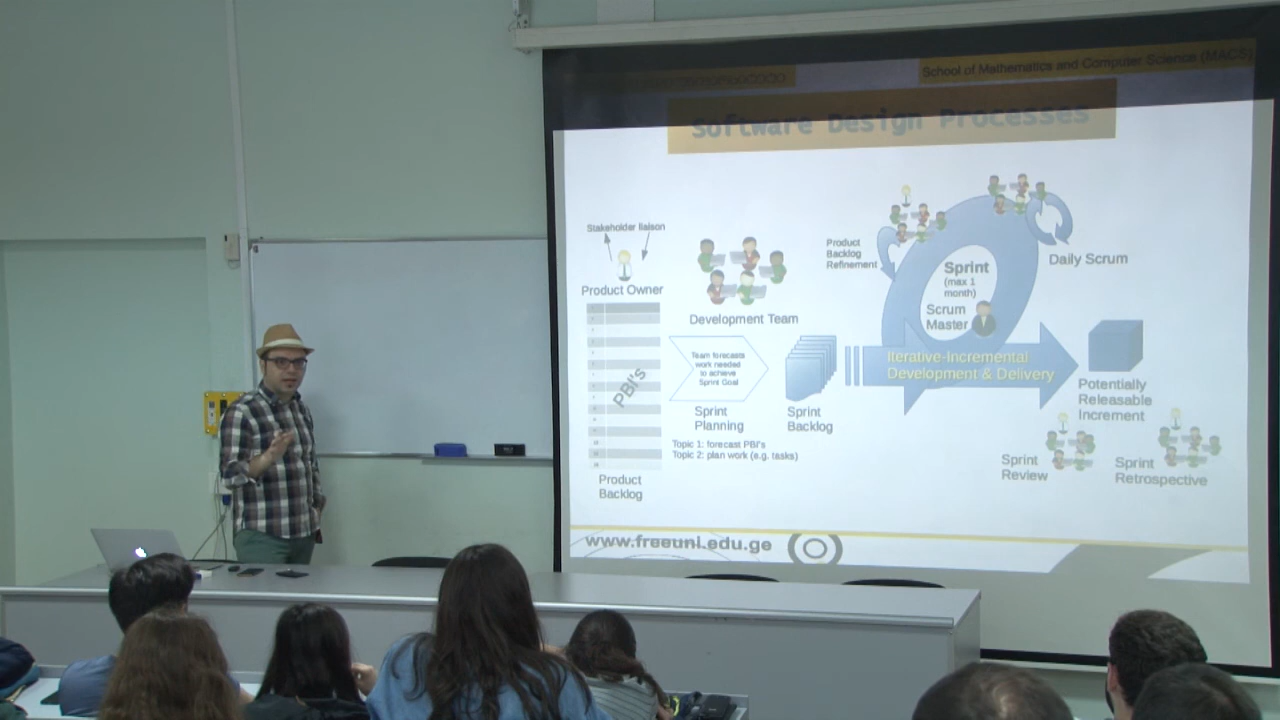 School of Mathematics and Computer Science (MACS)
Software Design Processes
Stakeholder liaison
Product Owner
PBI's
Product
Backlog
Development Team
Team forecasts
work needed
to achieve
Sprint Goal
Sprint
Planning
Topic 1: forecast PBI's
Topic 2: plan work (e.g. tasks)
Sprint
Backlog
Product
Backlog
Refinement
Sprint
(max 1
month)
Scrum
Master
Daily Scrum
Iterative-Incremental
Development & Delivery
Potentially
Releasable
Increment
Sprint
Review
Sprint
Retrospective
www.freeuni.edu.ge